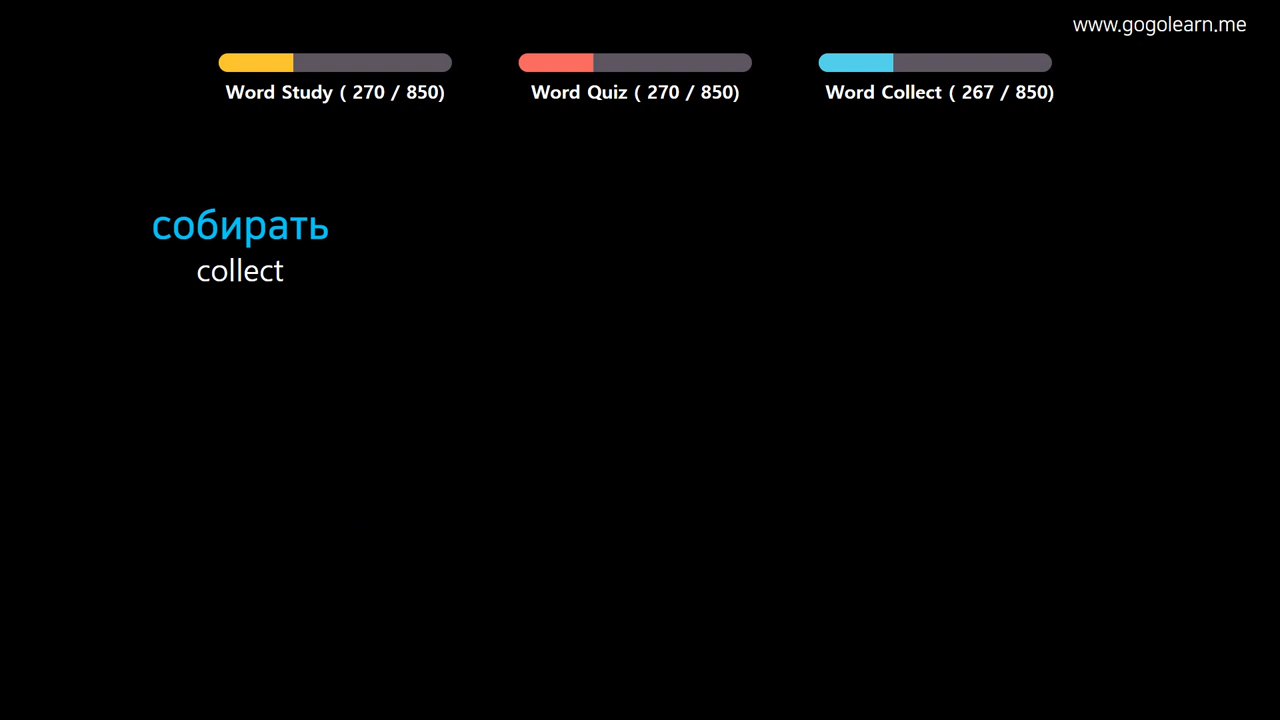 www.gogolearn.me
Word Study ( 270 / 850)
Word Quiz ( 270 / 850)
Word Collect ( 267 / 850)
собирать
collect